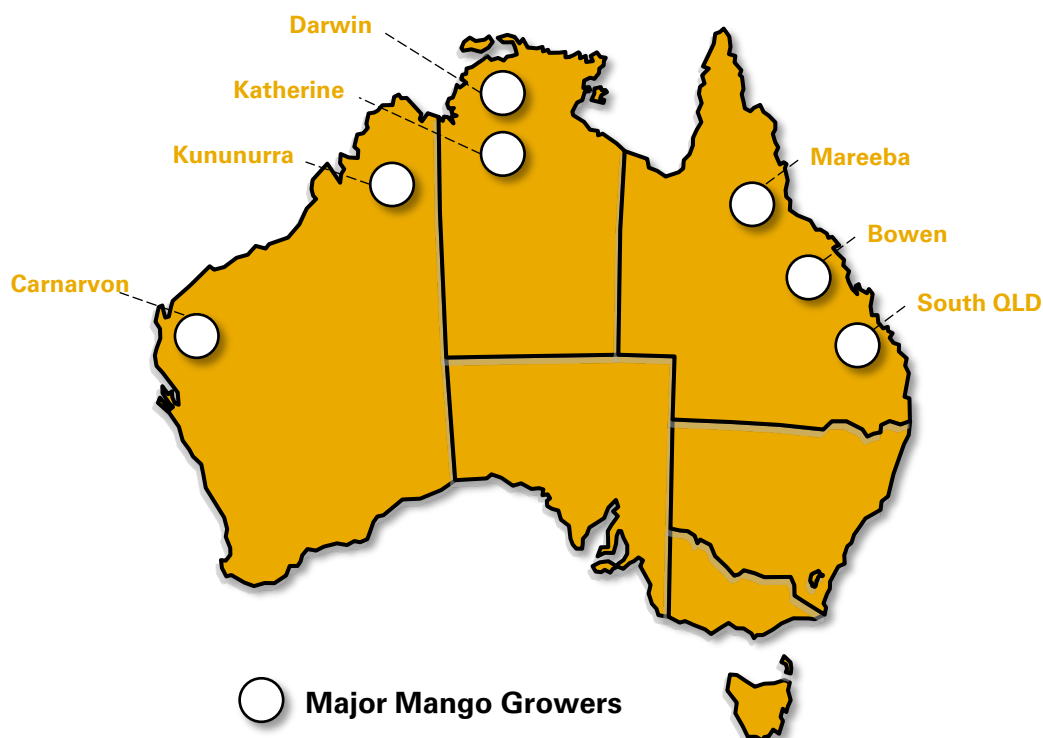 Darwin
Katherine
Kununurra
Mareeba
Bowen
Carnarvon
South QLD
Major Mango Growers